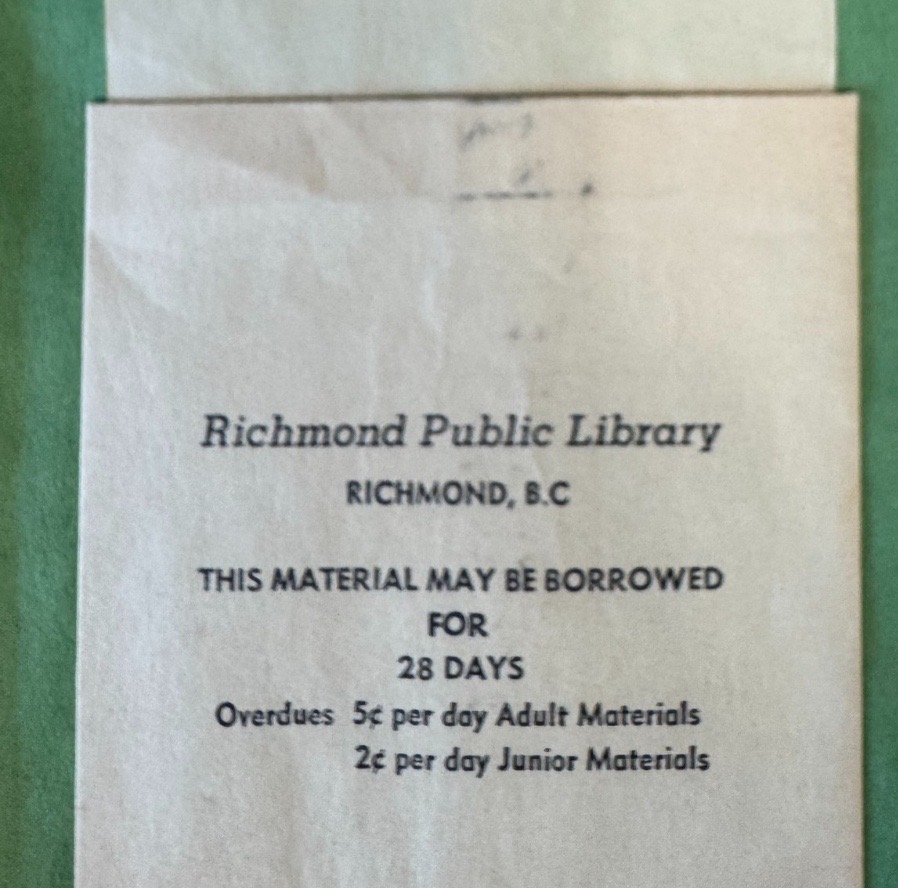 Richmond Public Library
RICHMOND, B.C
THIS MATERIAL MAY BE BORROWED
FOR
28 DAYS
Overdues 5¢ per day Adult Materials
2¢ per day Junior Materials